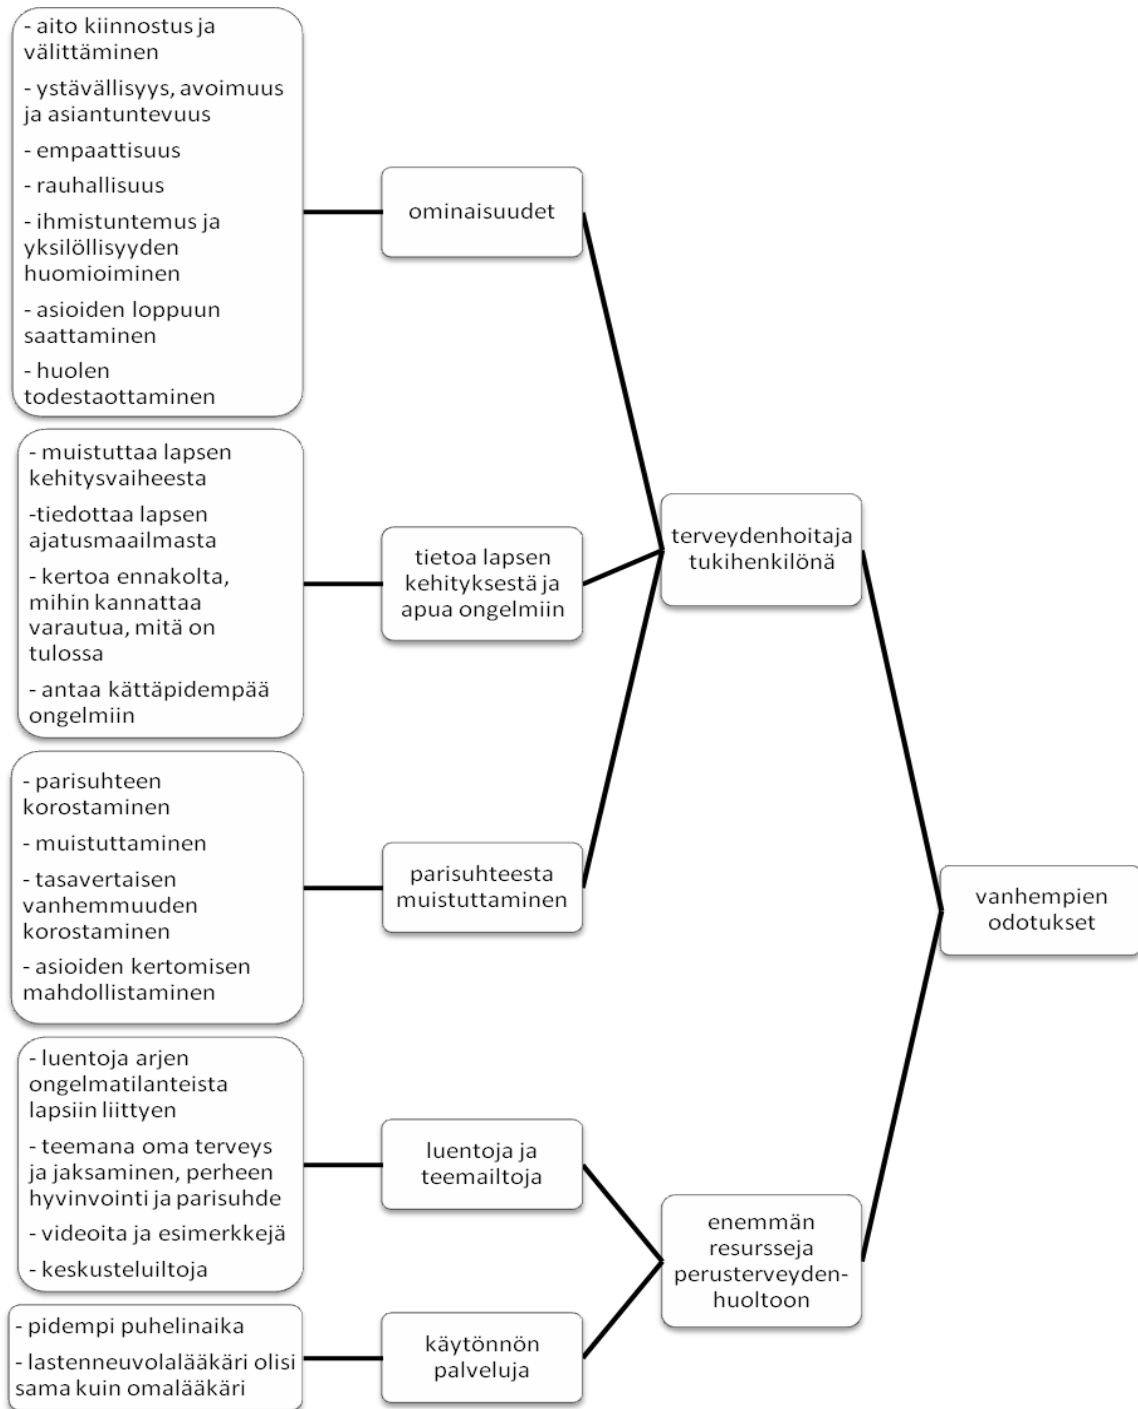 - aito kiinnostus ja
välittäminen
- ystävällisyys, avoimuus
ja asiantuntevuus
- empaattisuus
- rauhallisuus
- ihmistuntemus ja
yksilöllisyyden
huomioiminen
- asioiden loppuun
saattaminen
- huolen
todestaottaminen
ominaisuudet
- muistuttaa lapsen
kehitysvaiheesta
-tiedottaa lapsen
ajatusmaailmasta
- kertoa ennakolta,
mihin kannattaa
varautua, mitä on
tulossa
- antaa kättäpidempää
ongelmiin
tietoa lapsen
kehityksestä ja
apua ongelmiin
terveydenhoitaja
tukihenkilönä
- parisuhteen
korostaminen
- muistuttaminen
- tasavertaisen
vanhemmuuden
korostaminen
- asioiden kertomisen
mahdollistaminen
parisuhteesta
muistuttaminen
vanhempien
odotukset
- luentoja arjen
ongelmatilanteista
lapsiin liittyen
- teemana oma terveys
ja jaksaminen, perheen
hyvinvointi ja parisuhde
- videoita ja esimerkkejä
- keskusteluiltoja
luentoja ja
teemailtoja
enemmän
resursseja
perusterveyden-
huoltoon
- pidempi puhelinaika
- lastenneuvolalääkäri olisi
sama kuin omalääkäri
käytönnön
palveluja